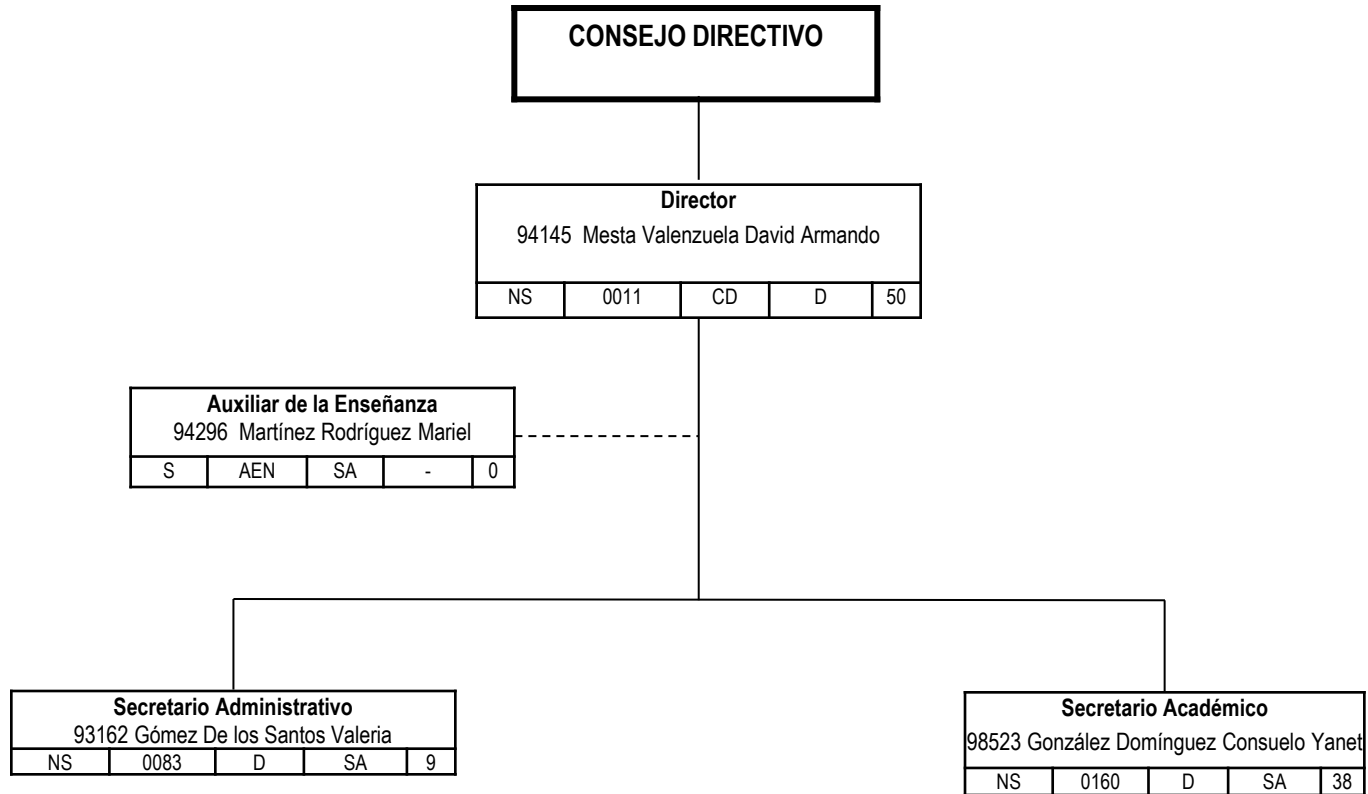 CONSEJO DIRECTIVO
Director
94145 Mesta Valenzuela David Armando
NS 0011 CD D 50
Auxiliar de la Enseñanza
94296 Martínez Rodríguez Mariel
S AEN SA - 0
Secretario Administrativo
93162 Gómez De los Santos Valeria
NS 0083 D SA 9
Secretario Académico
98523 González Domínguez Consuelo Yanet
NS 0160 D SA 38